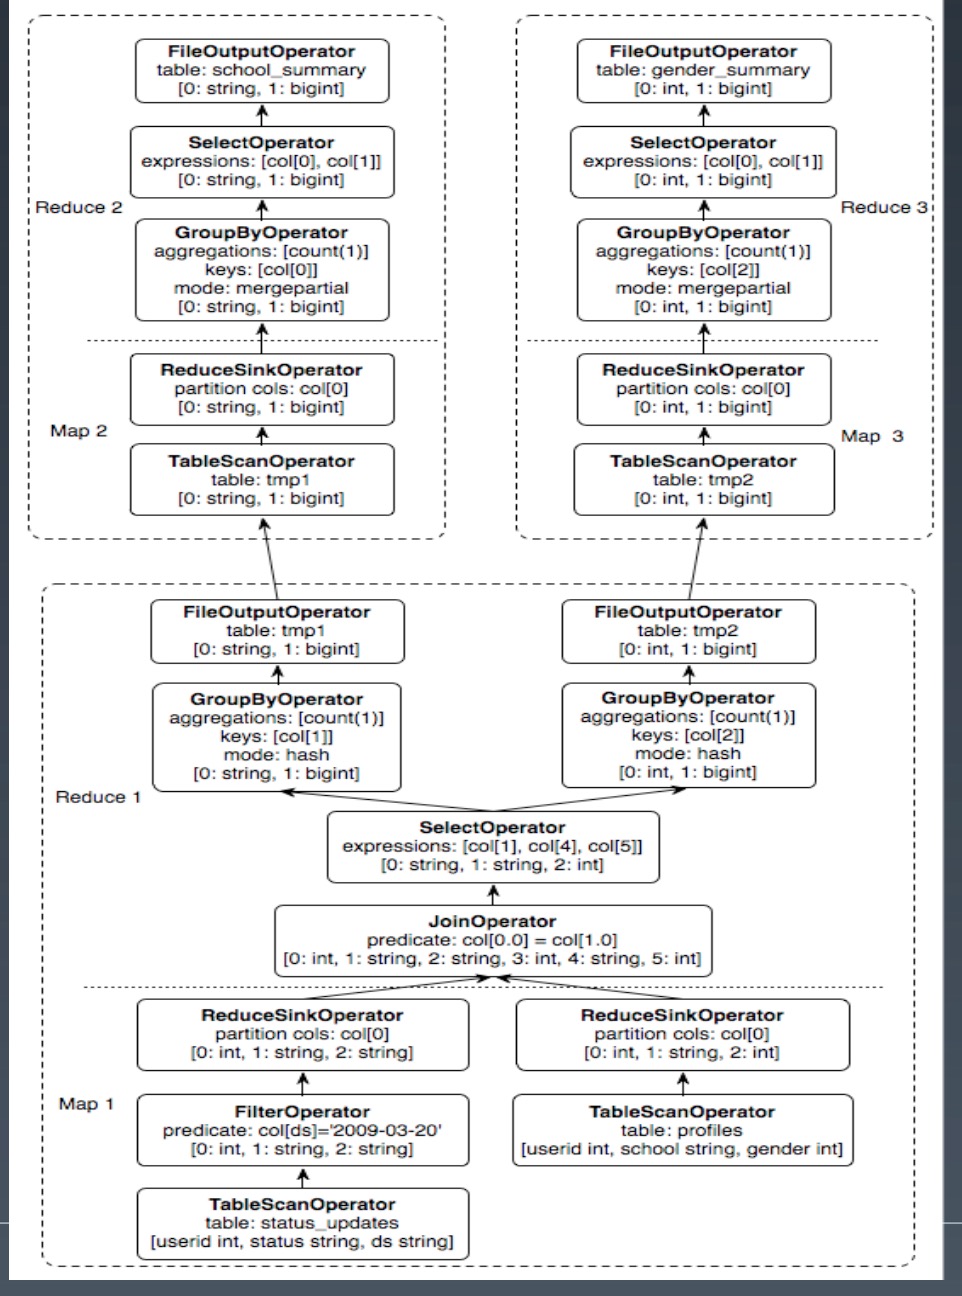 FileOutputOperator
table: school_summary
[0: string, 1: bigint]
SelectOperator
expressions: [col[0], col[1]]
[0: string, 1: bigint]
Reduce 2
GroupByOperator
aggregations: [count(1)]
keys: [col[0]]
mode: mergepartial
[0: string, 1: bigint]
ReduceSinkOperator
partition cols: col[0]
[0: string, 1: bigint]
Map 2
TableScanOperator
table: tmp1
[0: string, 1: bigint]
FileOutputOperator
table: gender_summary
[0: int, 1: bigint]
SelectOperator
expressions: [col[0], col[1]]
[0: int, 1: bigint]
Reduce 3
GroupByOperator
aggregations: [count(1)]
keys: [col[2]]
mode: mergepartial
[0: int, 1: bigint]
ReduceSinkOperator
partition cols: col[0]
[0: int, 1: bigint]
Map 3
TableScanOperator
table: tmp2
[0: int, 1: bigint]
FileOutputOperator
table: tmp1
[0: string, 1: bigint]
GroupByOperator
aggregations: [count(1)]
keys: [col[1]]
mode: hash
[0: string, 1: bigint]
FileOutputOperator
table: tmp2
[0: int, 1: bigint]
GroupByOperator
aggregations: [count(1)]
keys: [col[2]]
mode: hash
[0: int, 1: bigint]
Reduce 1
SelectOperator
expressions: [col[1], col[4], col[5]]
[0: string, 1: string, 2: int]
JoinOperator
predicate: col[0.0] = col[1.0]
[0: int, 1: string, 2: string, 3: int, 4: string, 5: int]
ReduceSinkOperator
partition cols: col[0]
[0: int, 1: string, 2: string]
Map 1
FilterOperator
predicate: col[ds]='2009-03-20'
[0: int, 1: string, 2: string]
TableScanOperator
table: status_updates
[userid int, status string, ds string]
ReduceSinkOperator
partition cols: col[0]
[0: int, 1: string, 2: int]
TableScanOperator
table: profiles
[userid int, school string, gender int]